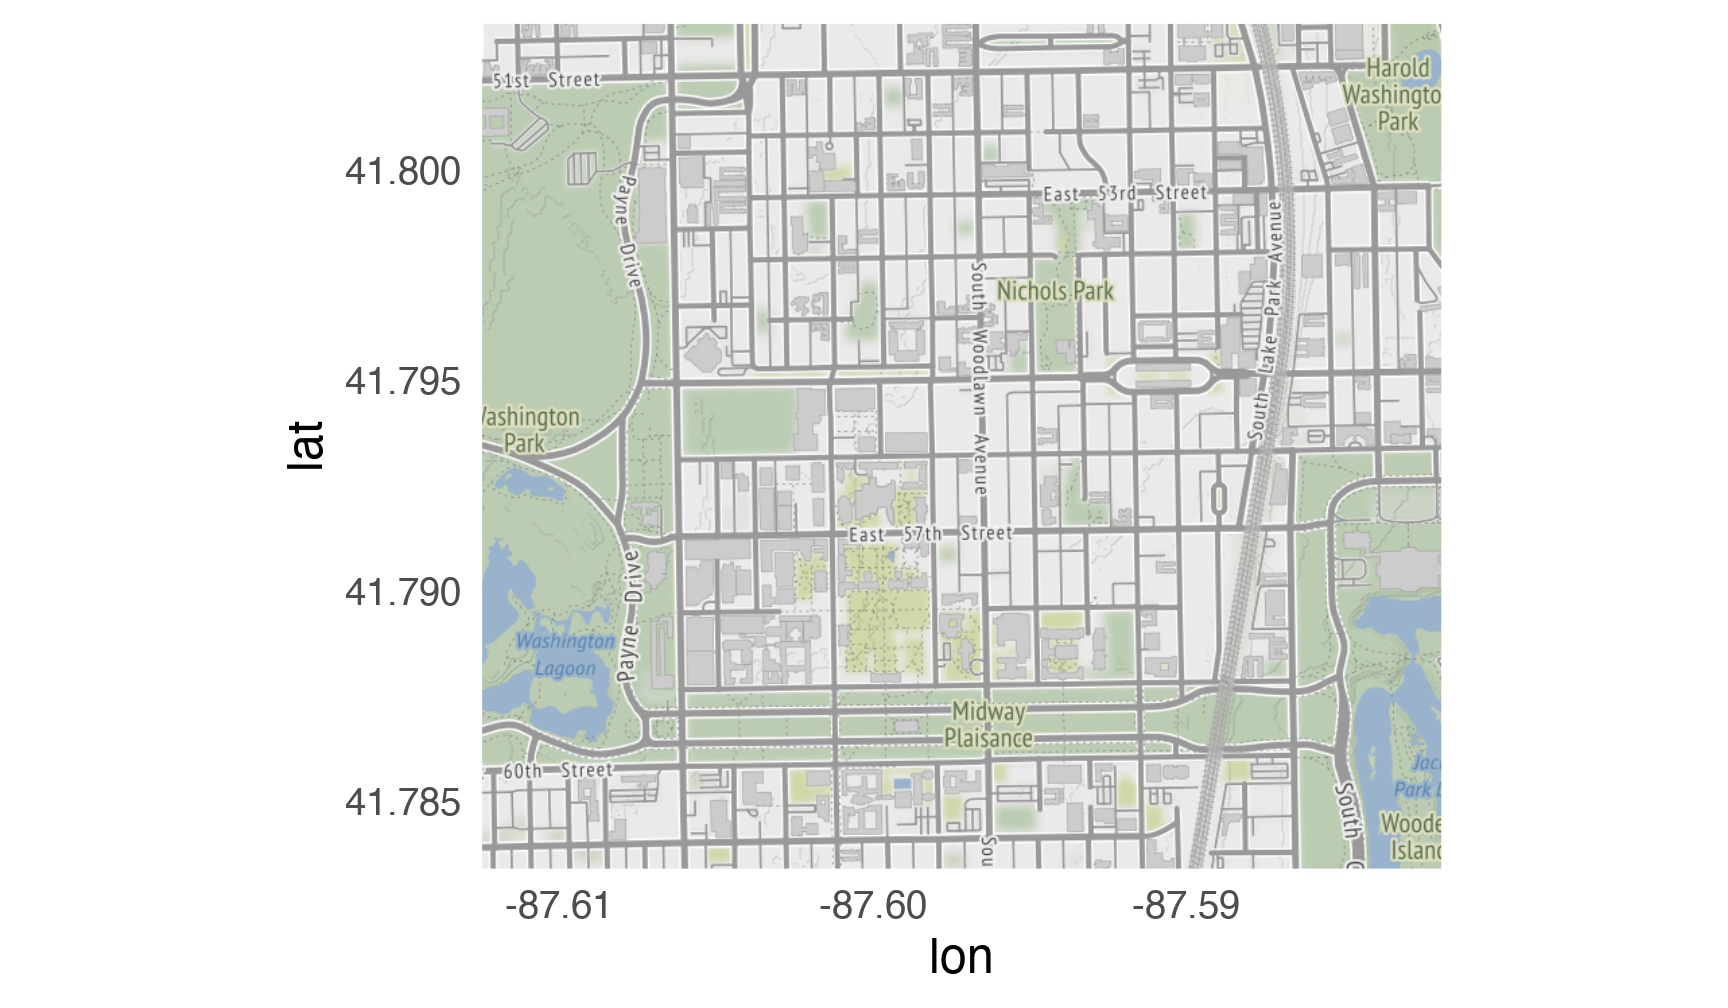 51st Street
Harold
Washingto
Park
41.800
East 53rd Street
Payne Drive
South Lake Park Avenue
South Woodlawn Avenue
Nichols Park
41.795
lat
ashington
Park
East 57th Street
41.790
Payne Drive
Washington
Lagoon
Midway
Plaisance
60th Street
Jac
Park L
41.785
South
Woode
Islanc
Sou
-87.61
-87.60
-87.59
lon